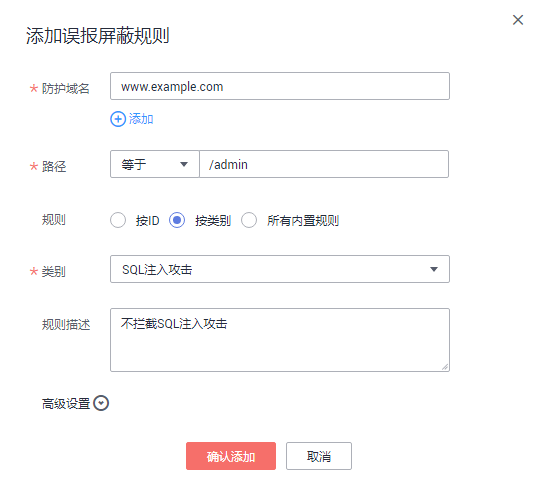 添加误报屏蔽规则
* 防护域名 www.example.com
添加
* 路径 等于 /admin
规则 按ID 按类别 所有内置规则
* 类别 SQL注入攻击
规则描述 不拦截SQL注入攻击
高级设置
确认添加 取消